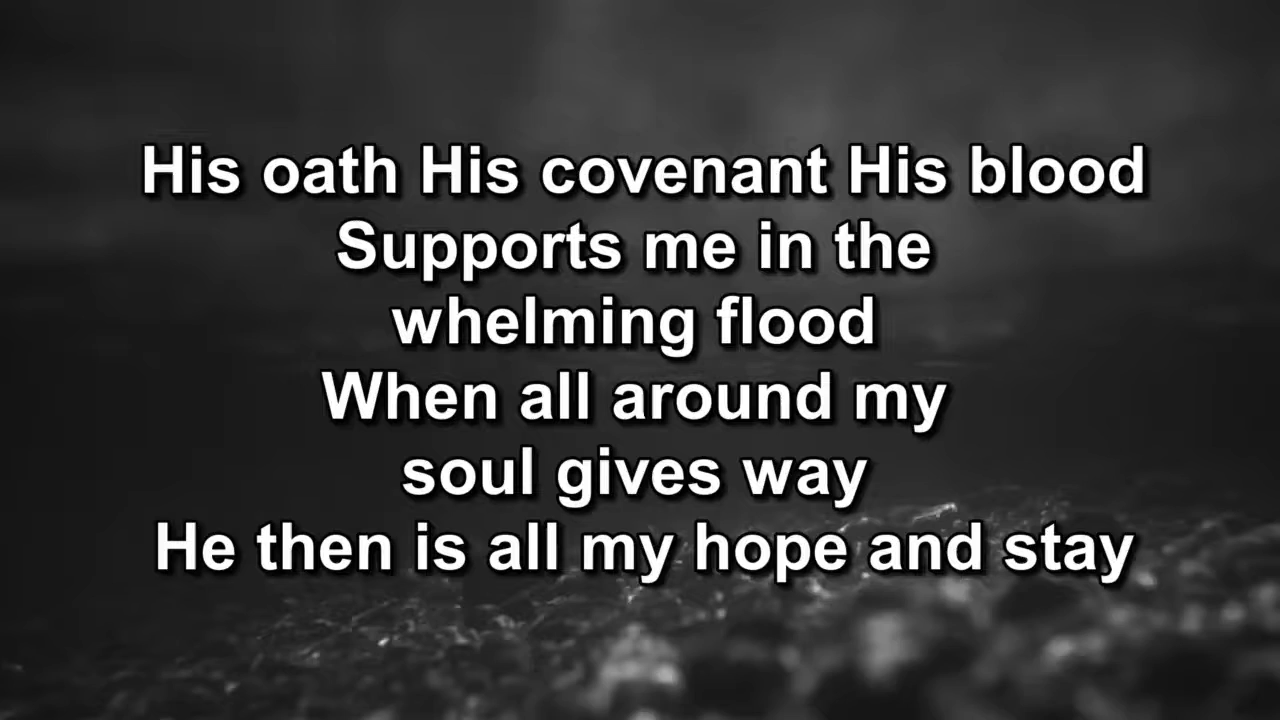 His oath His covenant His blood
Supports me in the
whelming flood
When all around my
soul gives way
He then is all my hope and stay